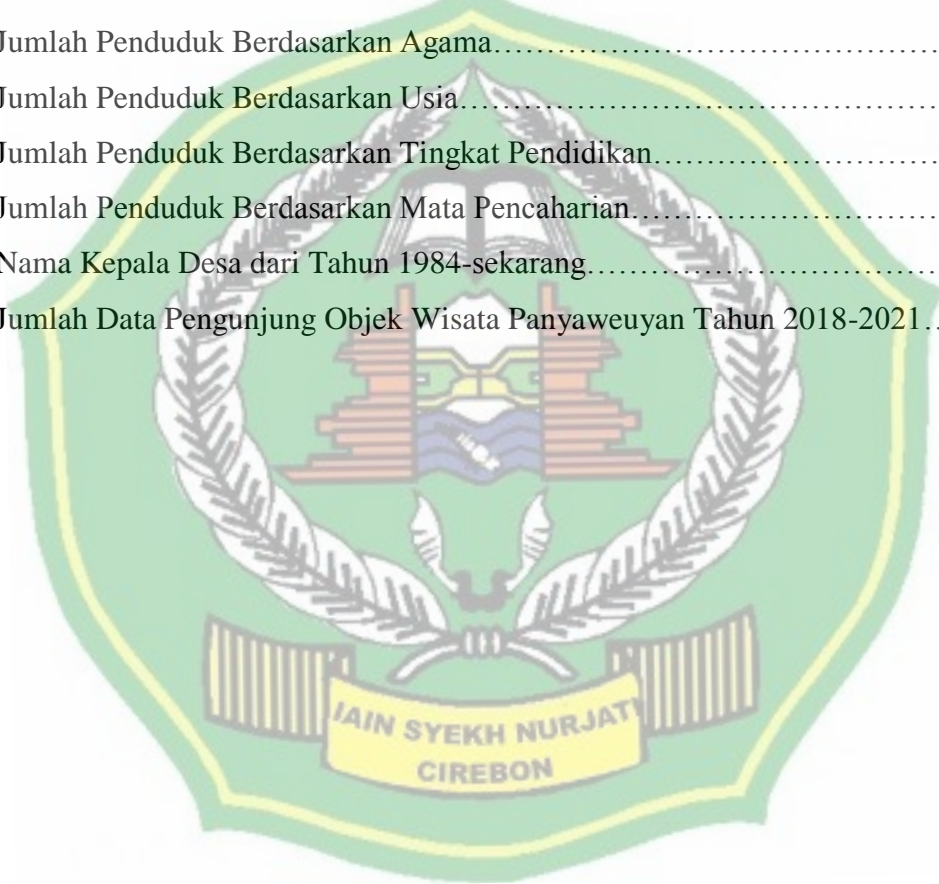 Jumlah Penduduk Berdasarkan Agama……………………………………
Jumlah Penduduk Berdasarkan Usia………………………………………
Jumlah Penduduk Berdasarkan Tingkat Pendidikan………………………
Jumlah Penduduk Berdasarkan Mata Pencaharian…………………………
Nama Kepala Desa dari Tahun 1984-sekarang……………………………
Jumlah Data Pengunjung Objek Wisata Panyaweuyan Tahun 2018-2021…
IAIN SYEKH NURJATI
CIREBON